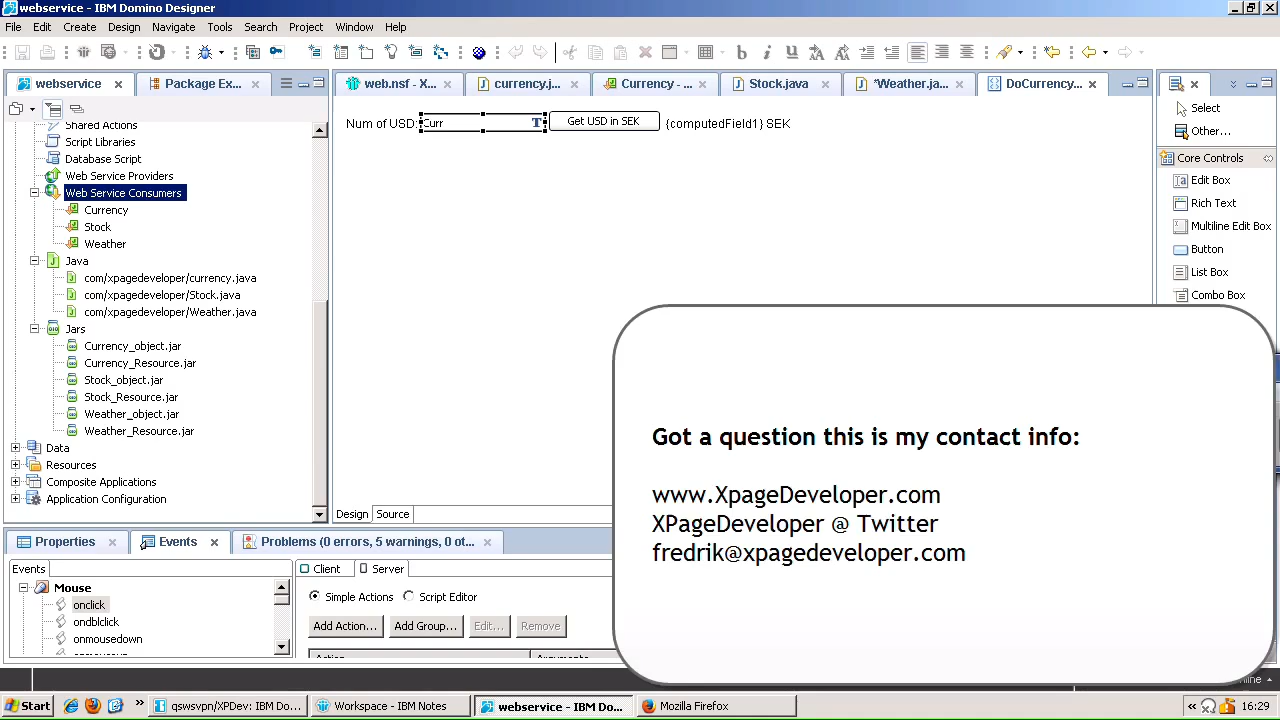 webservice - IBM Domino Designer
File Edit Create Design Navigate Tools Search Project Window Help
webservice Package Ex... web.nsf - X... currency.j... Currency - ... Stock.java *Weather.ja... DoCurrency...
Num of USD: Curr T Get USD in SEK {computedField1} SEK
Select
Other...
Core Controls
Edit Box
Rich Text
Multiline Edit Box
Button
List Box
Combo Box
Shared Actions
Script Libraries
Database Script
Web Service Providers
Web Service Consumers
Currency
Stock
Weather
Java
com/xpagedeveloper/currency.java
com/xpagedeveloper/Stock.java
com/xpagedeveloper/Weather.java
Jars
Currency_object.jar
Currency_Resource.jar
Stock_object.jar
Stock_Resource.jar
Weather_object.jar
Weather_Resource.jar
Data
Resources
Composite Applications
Application Configuration
Design Source
Got a question this is my contact info:
www.XpageDeveloper.com
XPageDeveloper @ Twitter
fredrik@xpagedeveloper.com
Properties Events Problems (0 errors, 5 warnings, 0 ot...
Events Client Server
Mouse
onclick
ondblclick
onmousedown
Simple Actions Script Editor
Add Action... Add Group... Edit... Remove
Action Arguments
Start qswsvpn/XPDev: IBM Do... Workspace - IBM Notes webservice - IBM Do... Mozilla Firefox 16:29